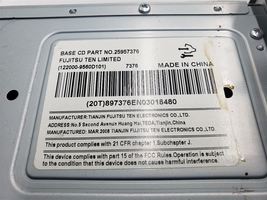 BASE CD PART NO.25957376
FUJITSU TEN LIMITED
(122000-9560D101) 7376
MADE IN CHINA
(20T)897376EN03018480
MANUFACTURER: TIANJIN FUJITSU TEN ELECTRONICS CO.,LTD.
ADDRESS:No.5 Second Avenun Huang Hai,TEDA,Tianjin,China
MANUFACTURED: MAR.2008 TIANJIN FUJITSU TEN ELECTRONICS CO.,LTD.
This product complies with 21 CFR chapter 1.Subchapter J.
This device complies with part 15 of the FCC Rules.Operation is subject
to the condition that this device does not cause harmful interference.